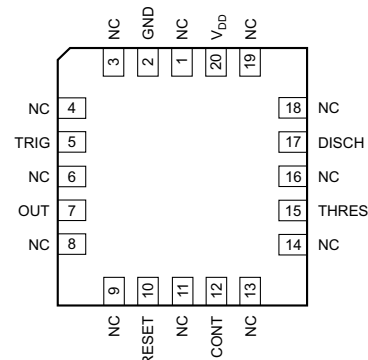 NC GND NC VDD NC
3 2 1 20 19
NC 4 18 NC
TRIG 5 17 DISCH
NC 6 16 NC
OUT 7 15 THRES
NC 8 14 NC
9 10 11 12 13
NC RESET NC CONT NC